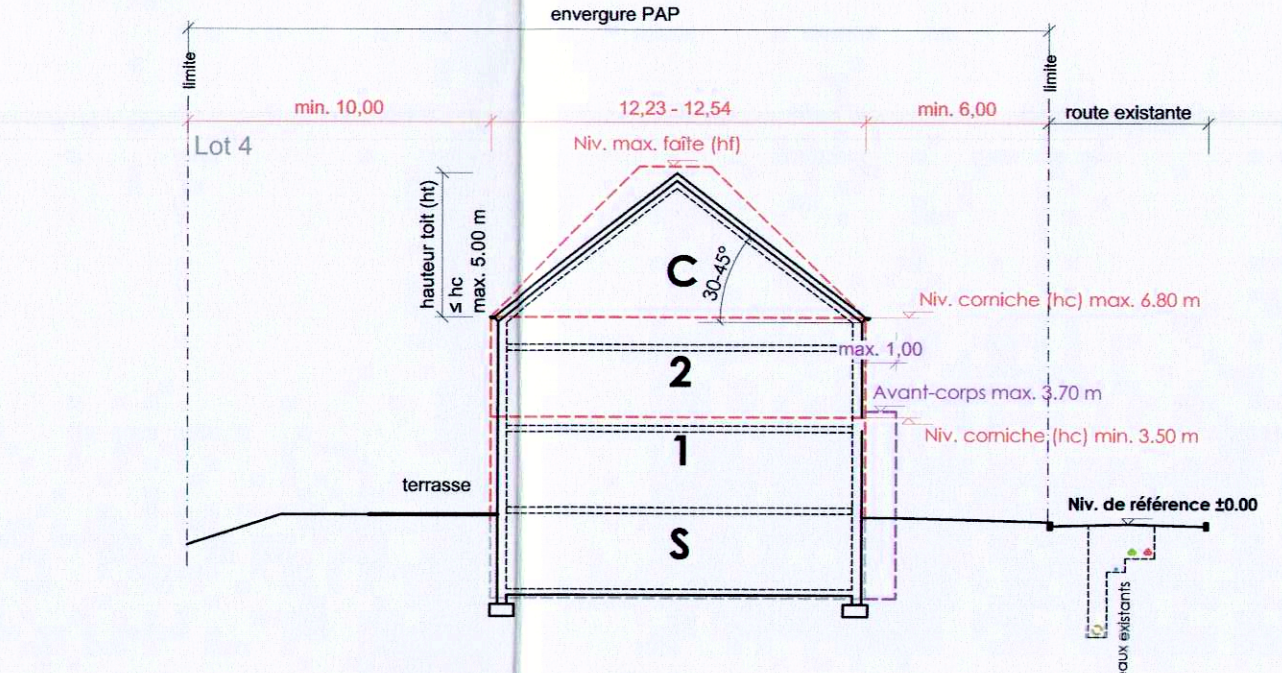 envergure PAP
limite
limite
min. 10,00
12,23 - 12,54
min. 6,00
route existante
Lot 4
Niv. max. faîte (hf)
hauteur toit (ht)
≤ hc
max. 5.00 m
C
30-45°
Niv. corniche (hc) max. 6.80 m
max. 1,00
2
Avant-corps max. 3.70 m
Niv. corniche (hc) min. 3.50 m
1
terrasse
Niv. de référence ±0.00
S
existants